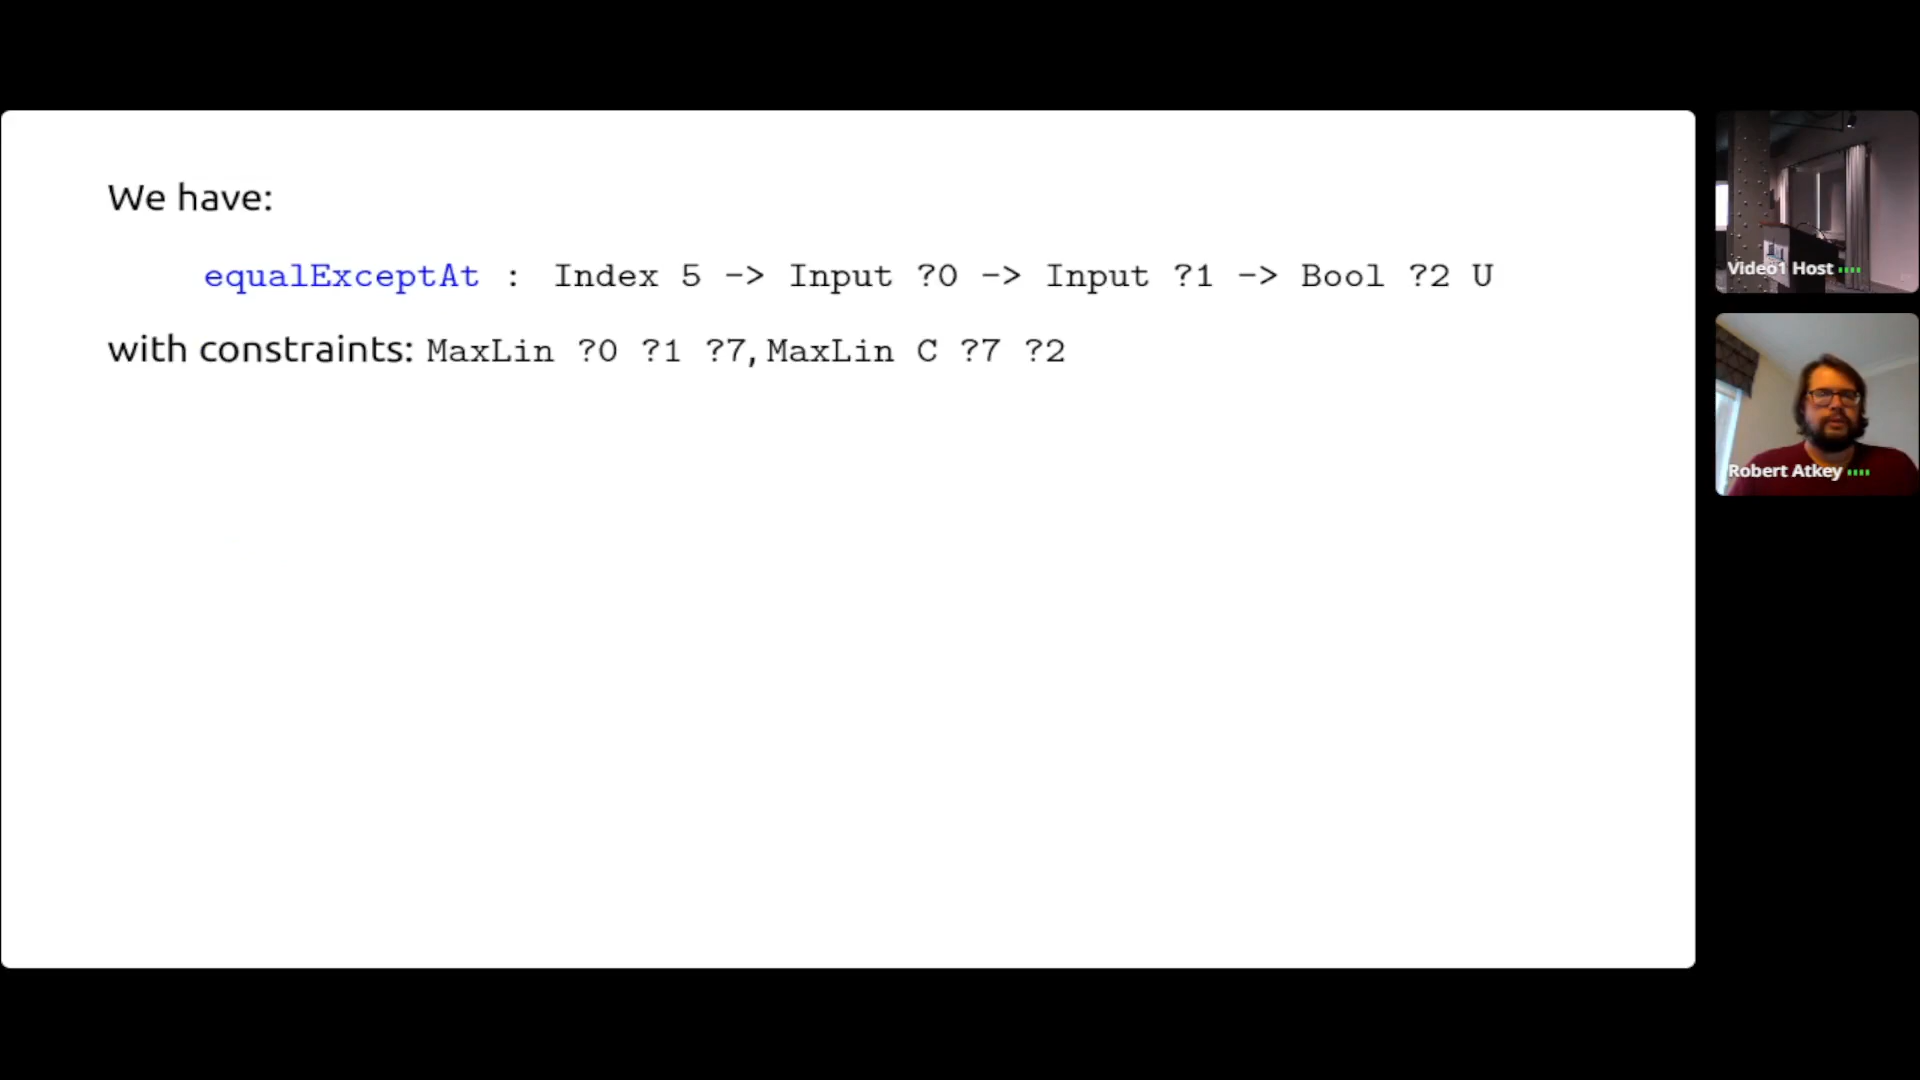 We have:
equalExceptAt : Index 5 -> Input ?0 -> Input ?1 -> Bool ?2 U
with constraints: MaxLin ?0 ?1 ?7, MaxLin C ?7 ?2
Video1 Host
Robert Atkey